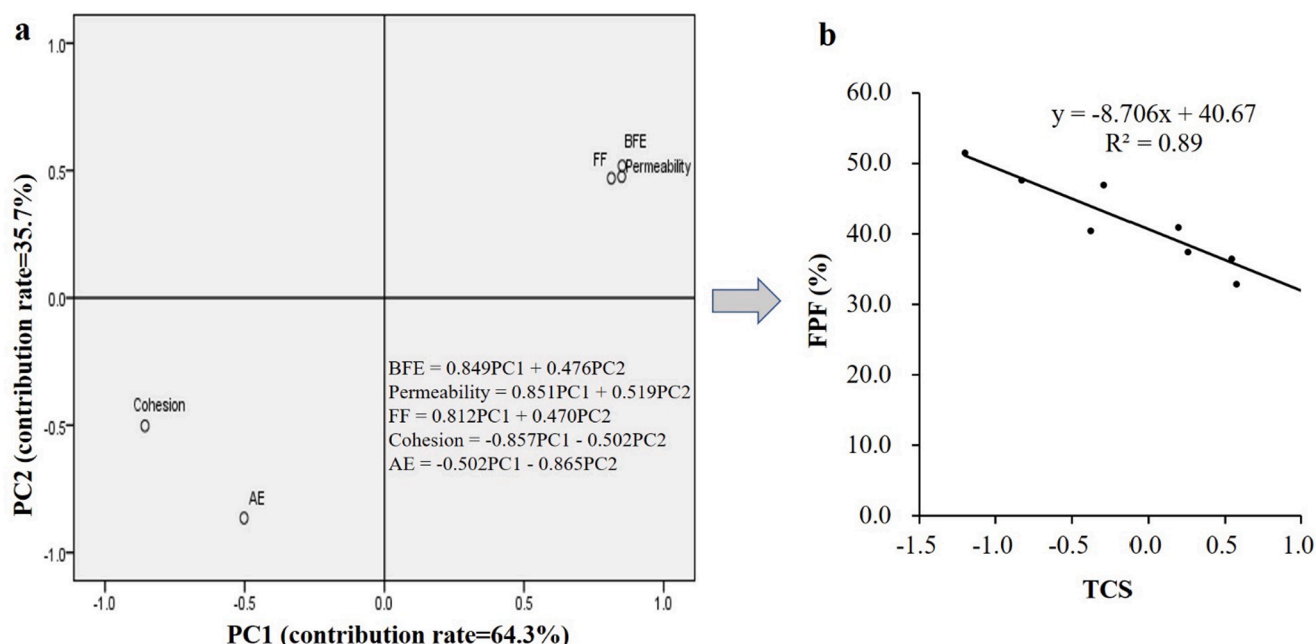 a
PC2 (contribution rate=35.7%)
1.0
0.5
0.0
-0.5
-1.0
BFE
FF
Permeability
Cohesion
AE
BFE = 0.849PC1 + 0.476PC2
Permeability = 0.851PC1 + 0.519PC2
FF = 0.812PC1 + 0.470PC2
Cohesion = -0.857PC1 - 0.502PC2
AE = -0.502PC1 - 0.865PC2
-1.0 -0.5 0.0 0.5 1.0
PC1 (contribution rate=64.3%)
b
y = -8.706x + 40.67
R² = 0.89
FPF (%)
60.0
50.0
40.0
30.0
20.0
10.0
0.0
-1.5 -1.0 -0.5 0.0 0.5 1.0
TCS